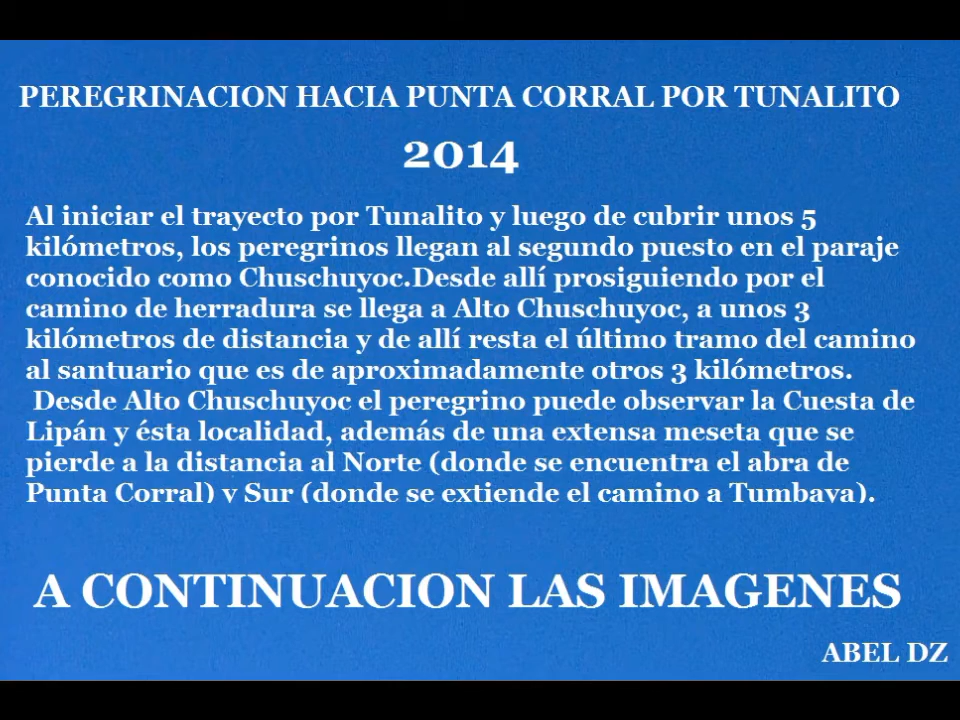 PEREGRINACION HACIA PUNTA CORRAL POR TUNALITO
2014
Al iniciar el trayecto por Tunalito y luego de cubrir unos 5
kilómetros, los peregrinos llegan al segundo puesto en el paraje
conocido como Chuschuyoc.Desde allí prosiguiendo por el
camino de herradura se llega a Alto Chuschuyoc, a unos 3
kilómetros de distancia y de allí resta el último tramo del camino
al santuario que es de aproximadamente otros 3 kilómetros.
Desde Alto Chuschuyoc el peregrino puede observar la Cuesta de
Lipán y ésta localidad, además de una extensa meseta que se
pierde a la distancia al Norte (donde se encuentra el abra de
Punta Corral) y Sur (donde se extiende el camino a Tumbaya).
A CONTINUACION LAS IMAGENES
ABEL DZ